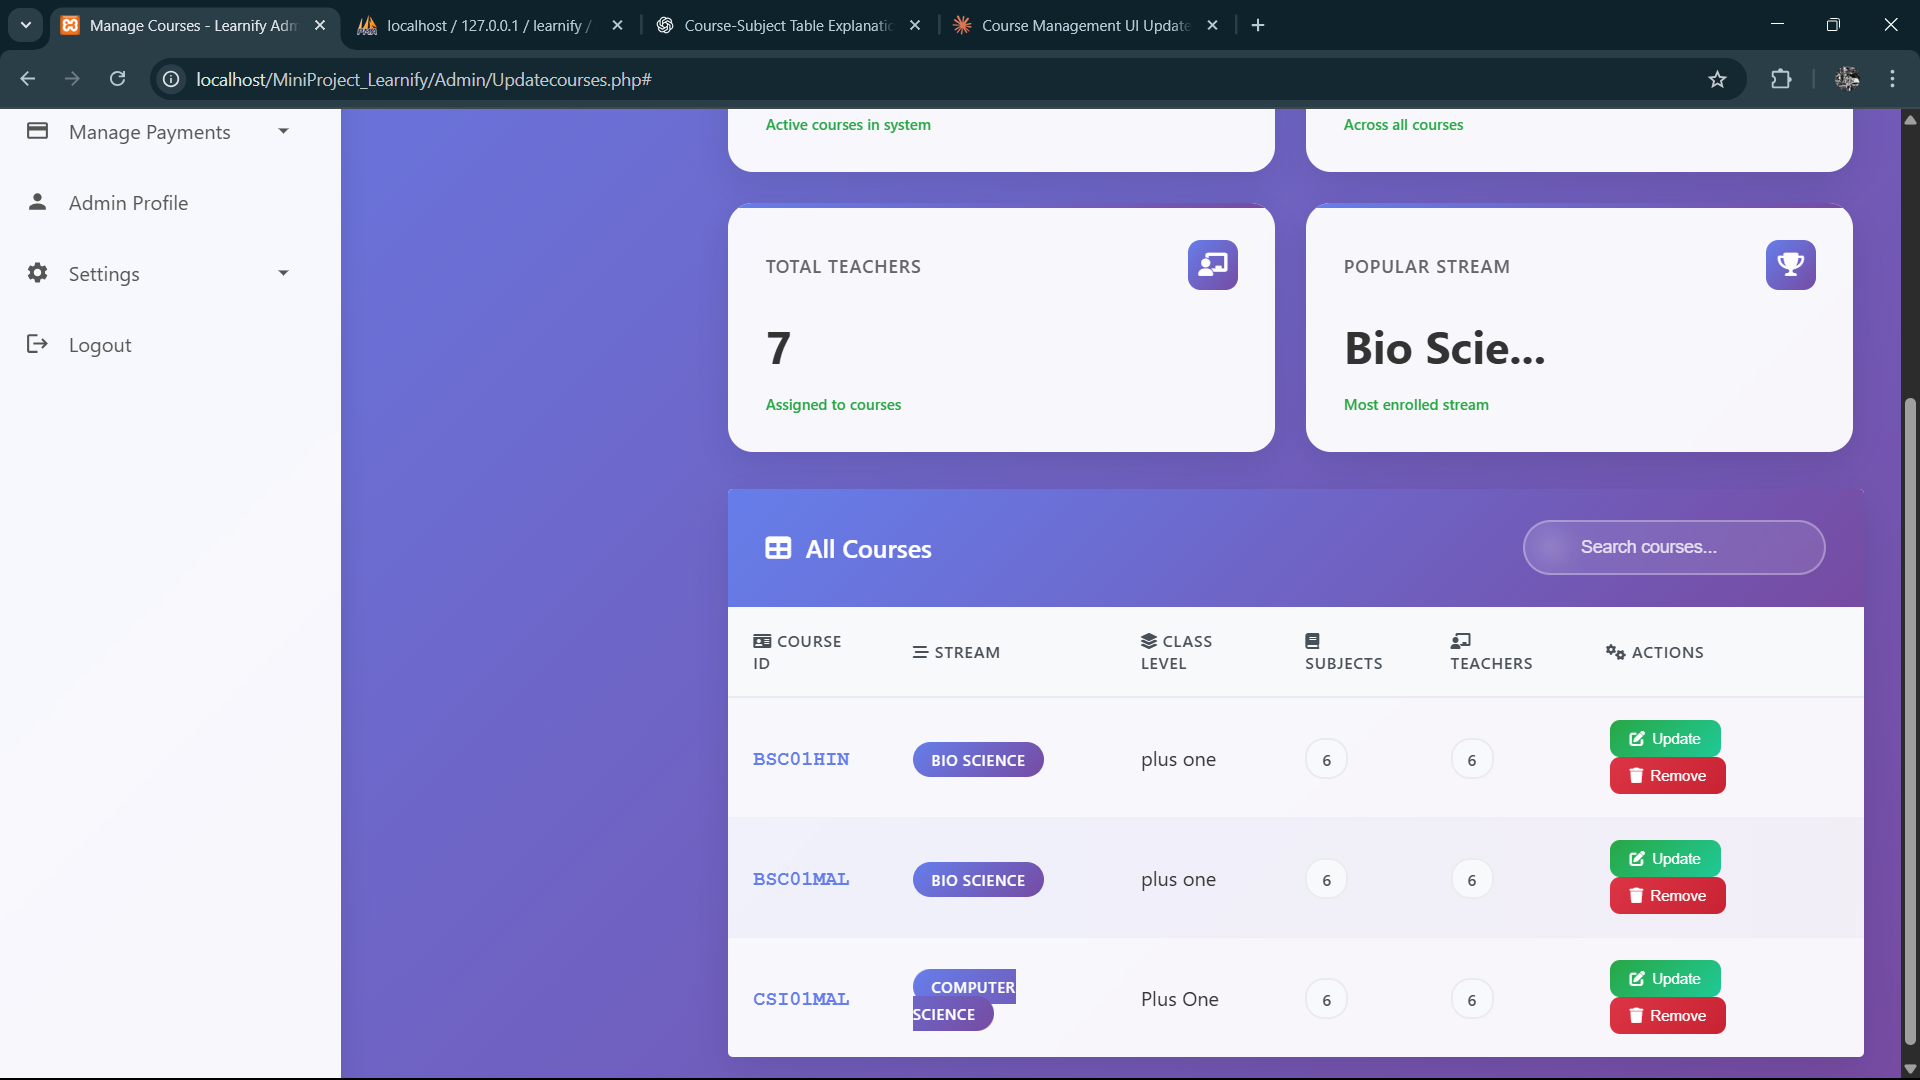 Manage Courses - Learnify Adm
localhost / 127.0.0.1 / learnify /
Course-Subject Table Explanatio
Course Management UI Update
localhost/MiniProject_Learnify/Admin/Updatecourses.php#
Manage Payments
Admin Profile
Settings
Logout
Active courses in system
Across all courses
TOTAL TEACHERS
7
Assigned to courses
POPULAR STREAM
Bio Scie...
Most enrolled stream
All Courses
Search courses...
COURSE
ID
STREAM
CLASS
LEVEL
SUBJECTS
TEACHERS
ACTIONS
BSC01HIN
BIO SCIENCE
plus one
6
6
Update
Remove
BSC01MAL
BIO SCIENCE
plus one
6
6
Update
Remove
CSI01MAL
COMPUTER
SCIENCE
Plus One
6
6
Update
Remove